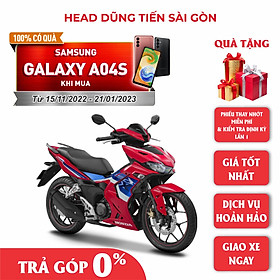 HEAD DŨNG TIẾN SÀI GÒN
100% CÓ QUÀ
SAMSUNG
GALAXY A04S
KHI MUA
Từ 15/11/2022 - 21/01/2023
QUÀ TẶNG
PHIẾU THAY NHỚT
MIỄN PHÍ
& KIỂM TRA ĐỊNH KỲ
LẦN 1
GIÁ TỐT
NHẤT
DỊCH VỤ
HOÀN HẢO
GIAO XE
NGAY
HONDA
TRẢ GÓP 0%